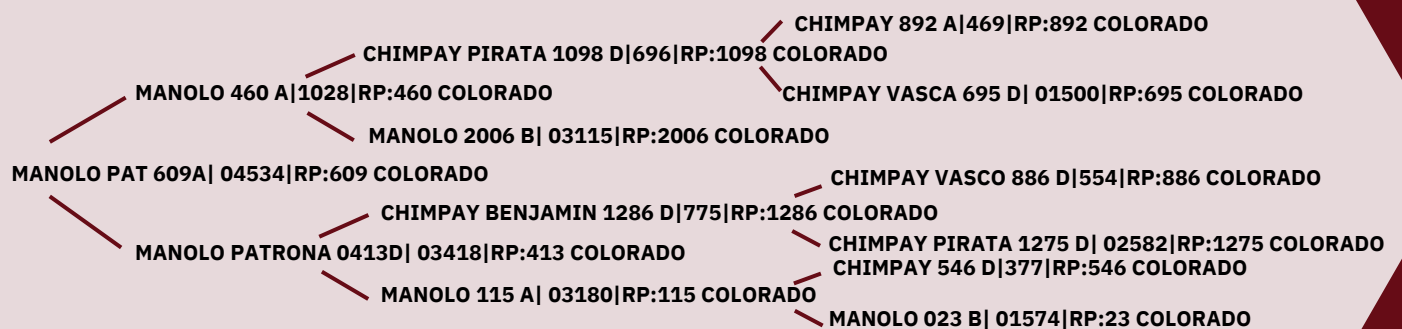 CHIMPAY 892 A|469|RP:892 COLORADO
CHIMPAY PIRATA 1098 D|696|RP:1098 COLORADO
MANOLO 460 A|1028|RP:460 COLORADO
CHIMPAY VASCA 695 D| 01500|RP:695 COLORADO
MANOLO 2006 B| 03115|RP:2006 COLORADO
MANOLO PAT 609A| 04534|RP:609 COLORADO
CHIMPAY VASCO 886 D|554|RP:886 COLORADO
CHIMPAY BENJAMIN 1286 D|775|RP:1286 COLORADO
CHIMPAY PIRATA 1275 D| 02582|RP:1275 COLORADO
MANOLO PATRONA 0413D| 03418|RP:413 COLORADO
CHIMPAY 546 D|377|RP:546 COLORADO
MANOLO 115 A| 03180|RP:115 COLORADO
MANOLO 023 B| 01574|RP:23 COLORADO